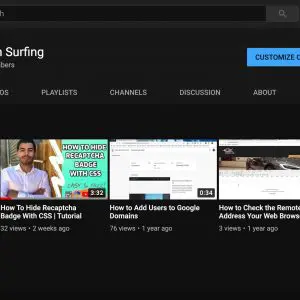 h
n Surfing
bers
CUSTOMIZE C
OS
PLAYLISTS
CHANNELS
DISCUSSION
ABOUT
HOW TO HIDE
RECAPTCHA
BADGE
WITH CSS
3:32
0:34
How To Hide Recaptcha
Badge With CSS | Tutorial
32 views • 2 weeks ago
How to Add Users to Google
Domains
76 views • 1 year ago
How to Check the Remote
Address Your Web Brows
3 views • 1 year ago